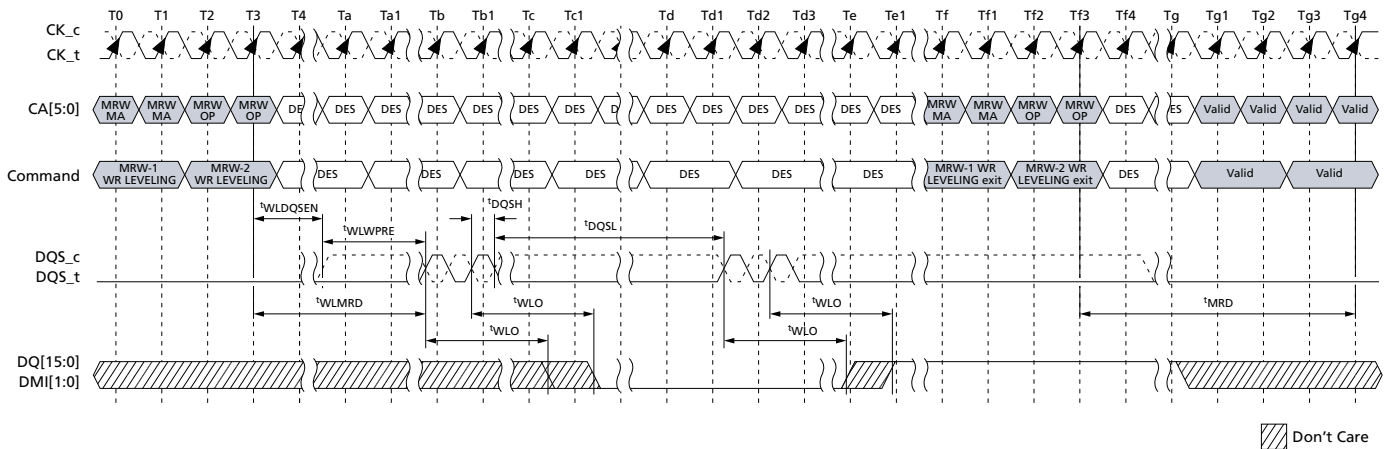 T0 T1 T2 T3 T4 Ta Ta1 Tb Tb1 Tc Tc1 Td Td1 Td2 Td3 Te Te1 Tf Tf1 Tf2 Tf3 Tf4 Tg Tg1 Tg2 Tg3 Tg4
CK_c
CK_t
CA[5:0]
MRW MA
MRW MA
MRW OP
MRW OP
DES DES DES DES DES DES DES DES DES DES DES DES
MRW MA
MRW MA
MRW OP
MRW OP
DES
Valid Valid Valid Valid
Command
MRW-1 WR LEVELING
MRW-2 WR LEVELING
DES DES DES DES DES DES DES
MRW-1 WR LEVELING exit
MRW-2 WR LEVELING exit
DES
Valid Valid
tWLDQSEN
tDQSH
tWLWPRE
tDQSL
DQS_c
DQS_t
tWLMRD
tWLO
tWLO
tMRD
tWLO
tWLO
DQ[15:0]
DMI[1:0]
Don't Care